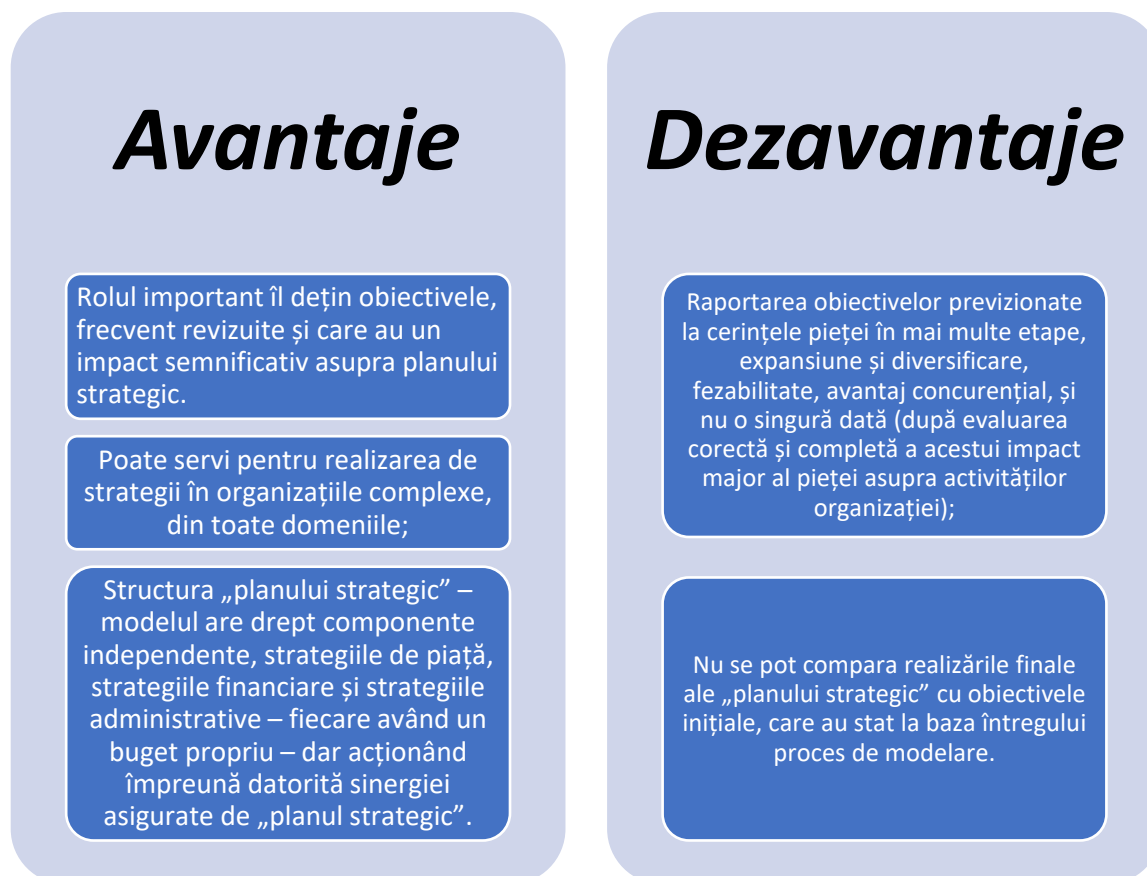 Avantaje
Rolul important îl dețin obiectivele,
frecvent revizuite și care au un
impact semnificativ asupra planului
strategic.
Poate servi pentru realizarea de
strategii în organizațiile complexe,
din toate domeniile;
Structura „planului strategic” –
modelul are drept componente
independente, strategiile de piață,
strategiile financiare și strategiile
administrative – fiecare având un
buget propriu – dar acționând
împreună datorită sinergiei
asigurate de „planul strategic”.
Dezavantaje
Raportarea obiectivelor previzionate
la cerințele pieței în mai multe etape,
expansiune și diversificare,
fezabilitate, avantaj concurențial, și
nu o singură dată (după evaluarea
corectă și completă a acestui impact
major al pieței asupra activităților
organizației);
Nu se pot compara realizările finale
ale „planului strategic” cu obiectivele
inițiale, care au stat la baza întregului
proces de modelare.